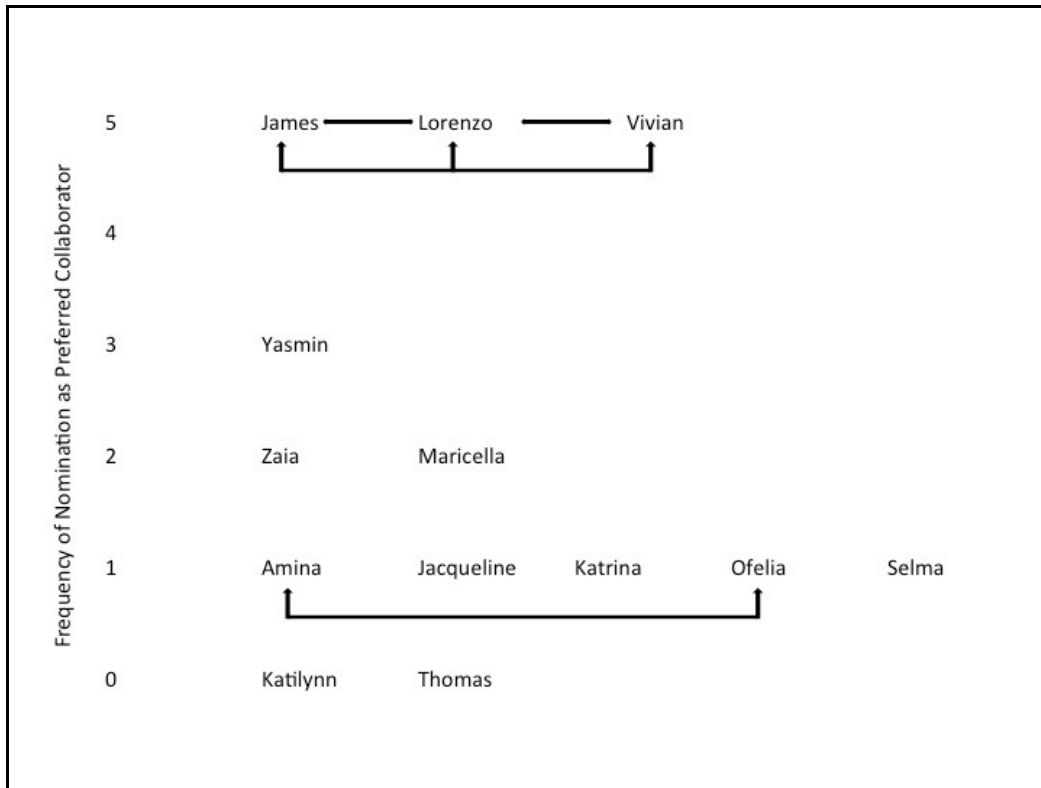 Frequency of Nomination as Preferred Collaborator
5 James Lorenzo Vivian
4
3 Yasmin
2 Zaia Maricella
1 Amina Jacqueline Katrina Ofelia Selma
0 Katilynn Thomas